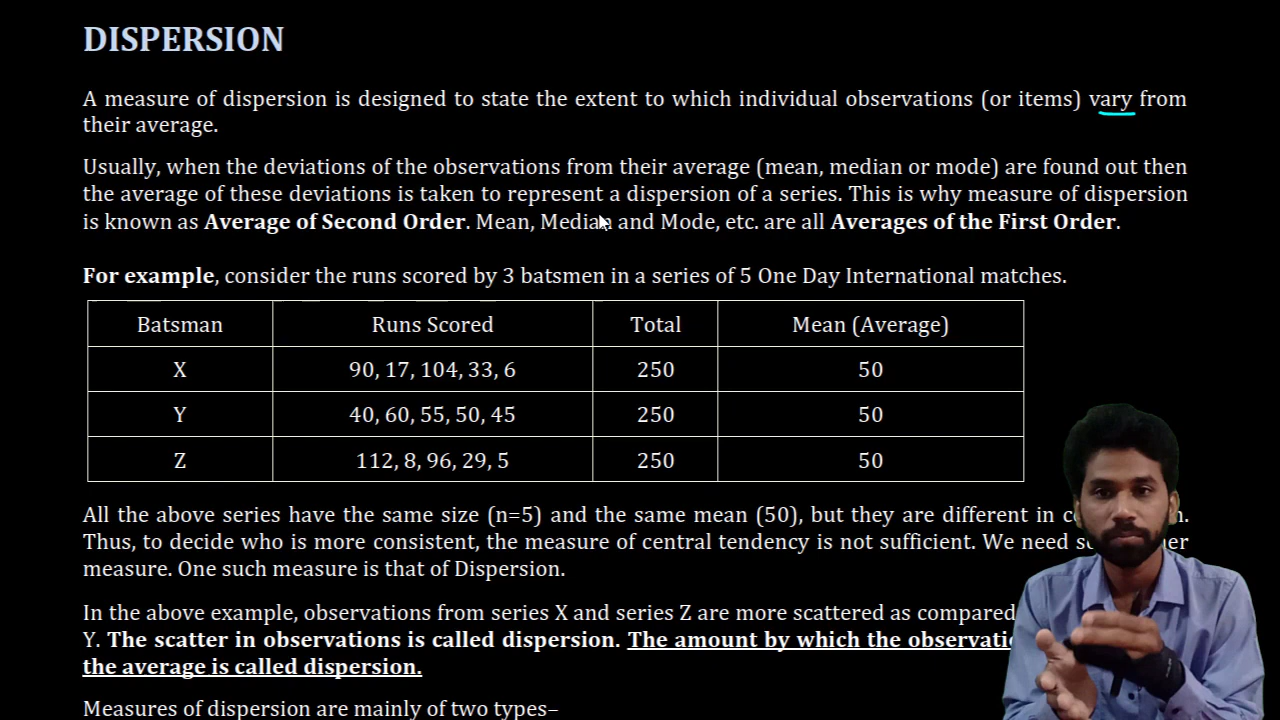 DISPERSION
A measure of dispersion is designed to state the extent to which individual observations (or items) vary from
their average.
Usually, when the deviations of the observations from their average (mean, median or mode) are found out then
the average of these deviations is taken to represent a dispersion of a series. This is why measure of dispersion
is known as Average of Second Order. Mean, Median and Mode, etc. are all Averages of the First Order.
For example, consider the runs scored by 3 batsmen in a series of 5 One Day International matches.
Batsman Runs Scored Total Mean (Average)
X 90, 17, 104, 33, 6 250 50
Y 40, 60, 55, 50, 45 250 50
Z 112, 8, 96, 29, 5 250 50
All the above series have the same size (n=5) and the same mean (50), but they are different in
Thus, to decide who is more consistent, the measure of central tendency is not sufficient. We need
measure. One such measure is that of Dispersion.
In the above example, observations from series X and series Z are more scattered as compared
Y. The scatter in observations is called dispersion. The amount by which the
the average is called dispersion.
Measures of dispersion are mainly of two types–